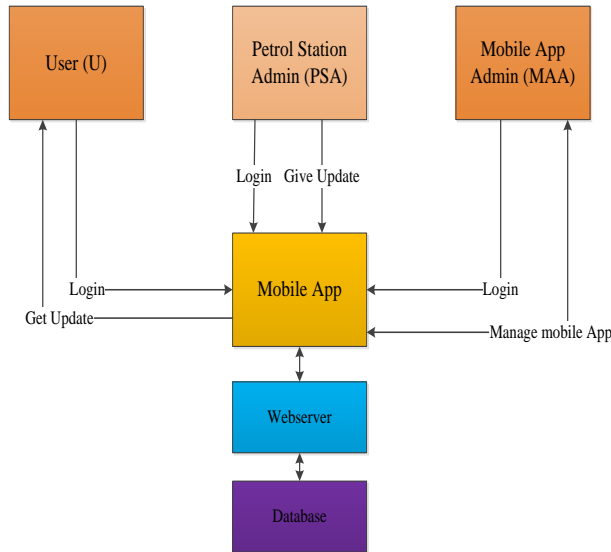 User (U)
Petrol Station
Admin (PSA)
Mobile App
Admin (MAA)
Login
Give Update
Login
Mobile App
Login
Get Update
Manage mobile App
Webserver
Database